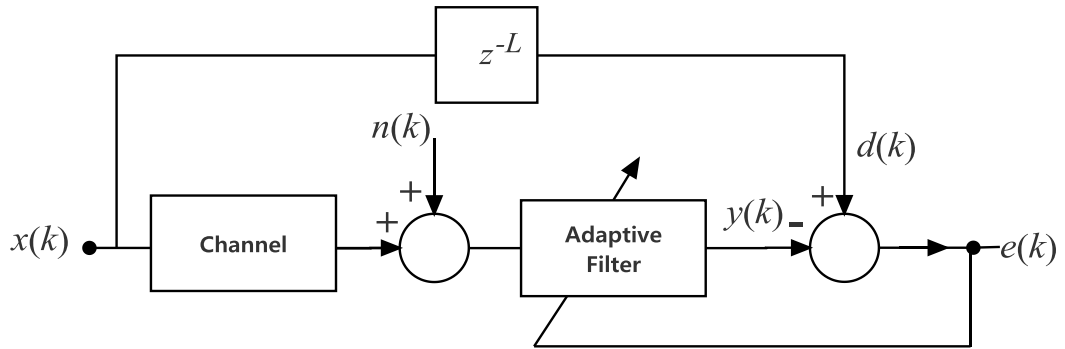 z^-L
n(k)
d(k)
+
+
+
x(k)
Channel
Adaptive
Filter
y(k)
-
e(k)